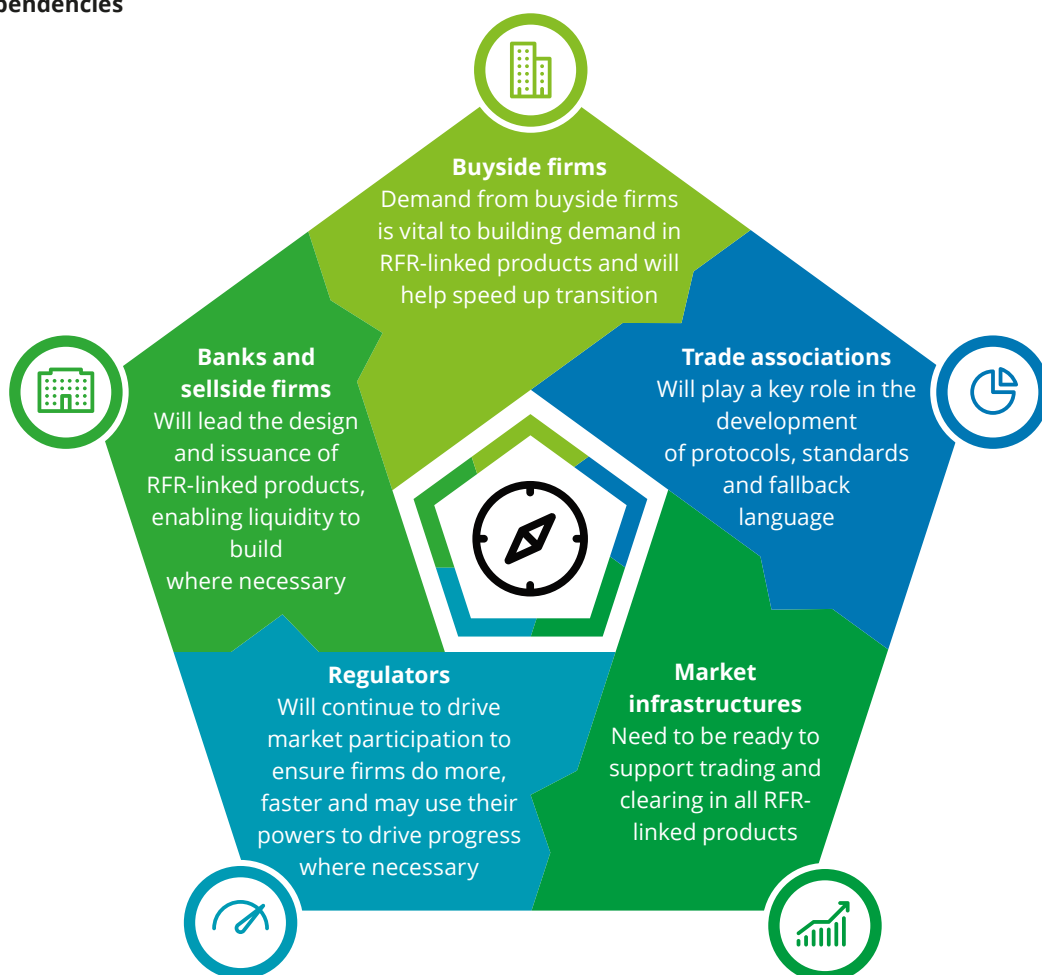 pendencies
Buyside firms
Demand from buyside firms
is vital to building demand in
RFR-linked products and will
help speed up transition
Banks and
sellside firms
Will lead the design
and issuance of
RFR-linked products,
enabling liquidity to
build
where necessary
Trade associations
Will play a key role in the
development
of protocols, standards
and fallback
language
Regulators
Will continue to drive
market participation to
ensure firms do more,
faster and may use their
powers to drive progress
where necessary
Market
infrastructures
Need to be ready to
support trading and
clearing in all RFR-
linked products